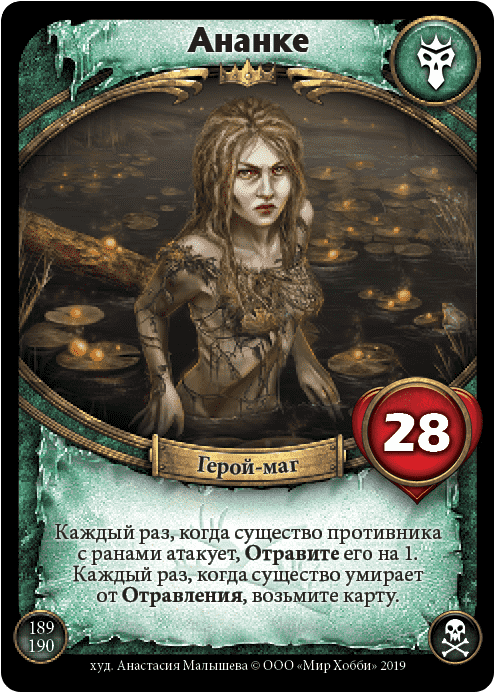 Ананке
28
Герой-маг
Каждый раз, когда существо противника
с ранами атакует, Отравите его на 1.
Каждый раз, когда существо умирает
от Отравления, возьмите карту.
189
190
худ. Анастасия Малышева © ООО «Мир Хобби» 2019